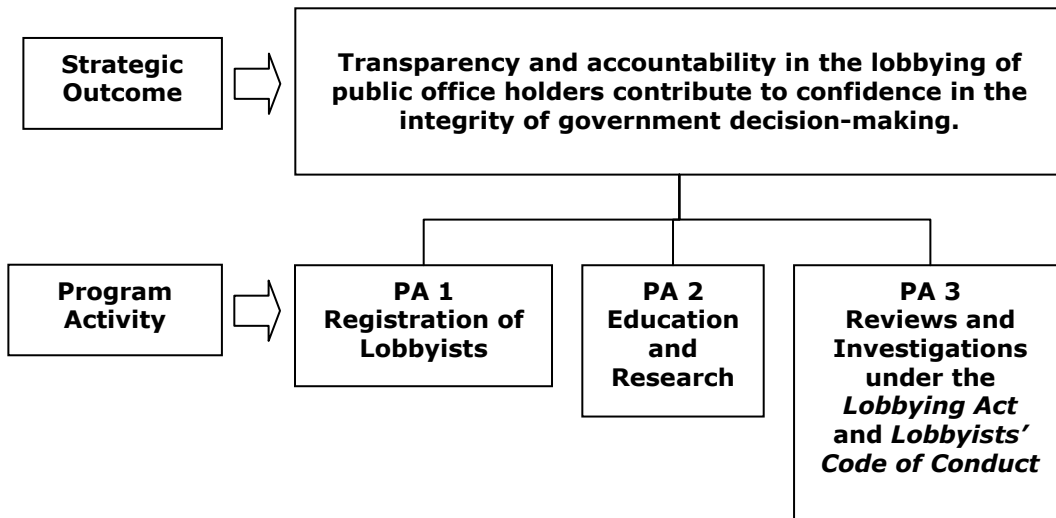 Strategic
Outcome
Transparency and accountability in the lobbying of
public office holders contribute to confidence in the
integrity of government decision-making.
Program
Activity
PA 1
Registration of
Lobbyists
PA 2
Education
and
Research
PA 3
Reviews and
Investigations
under the
Lobbying Act
and Lobbyists’
Code of Conduct